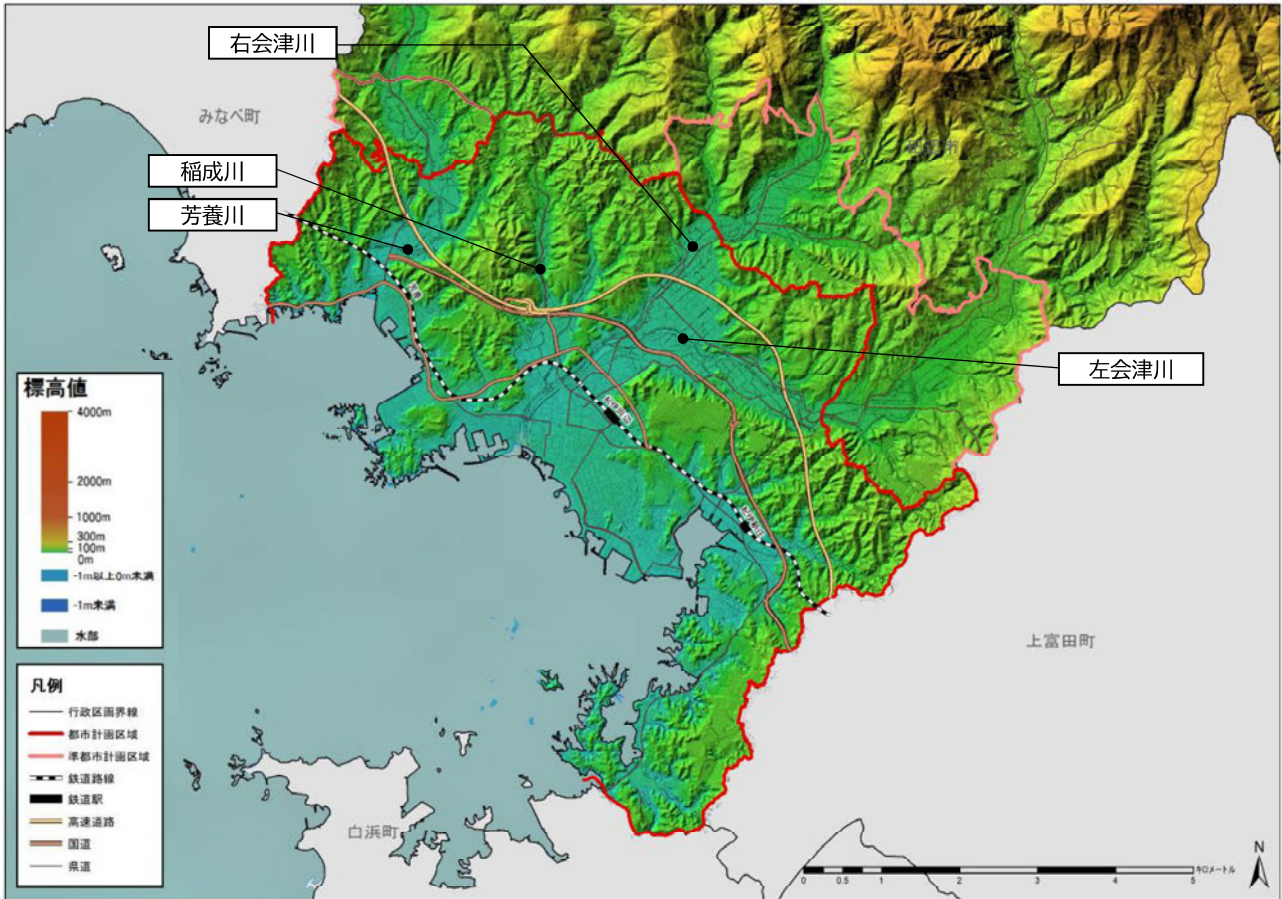 右会津川
みなべ町
稲成川
芳養川
左会津川
標高値
4000m
2000m
1000m
300m
100m
0m
-1m以上0m未満
-1m未満
水部
上富田町
凡例
行政区画界線
都市計画区域
準都市計画区域
鉄道路線
鉄道駅
高速道路
国道
県道
白浜町
N
0 0.5 1 2 3 4 5 キロメートル